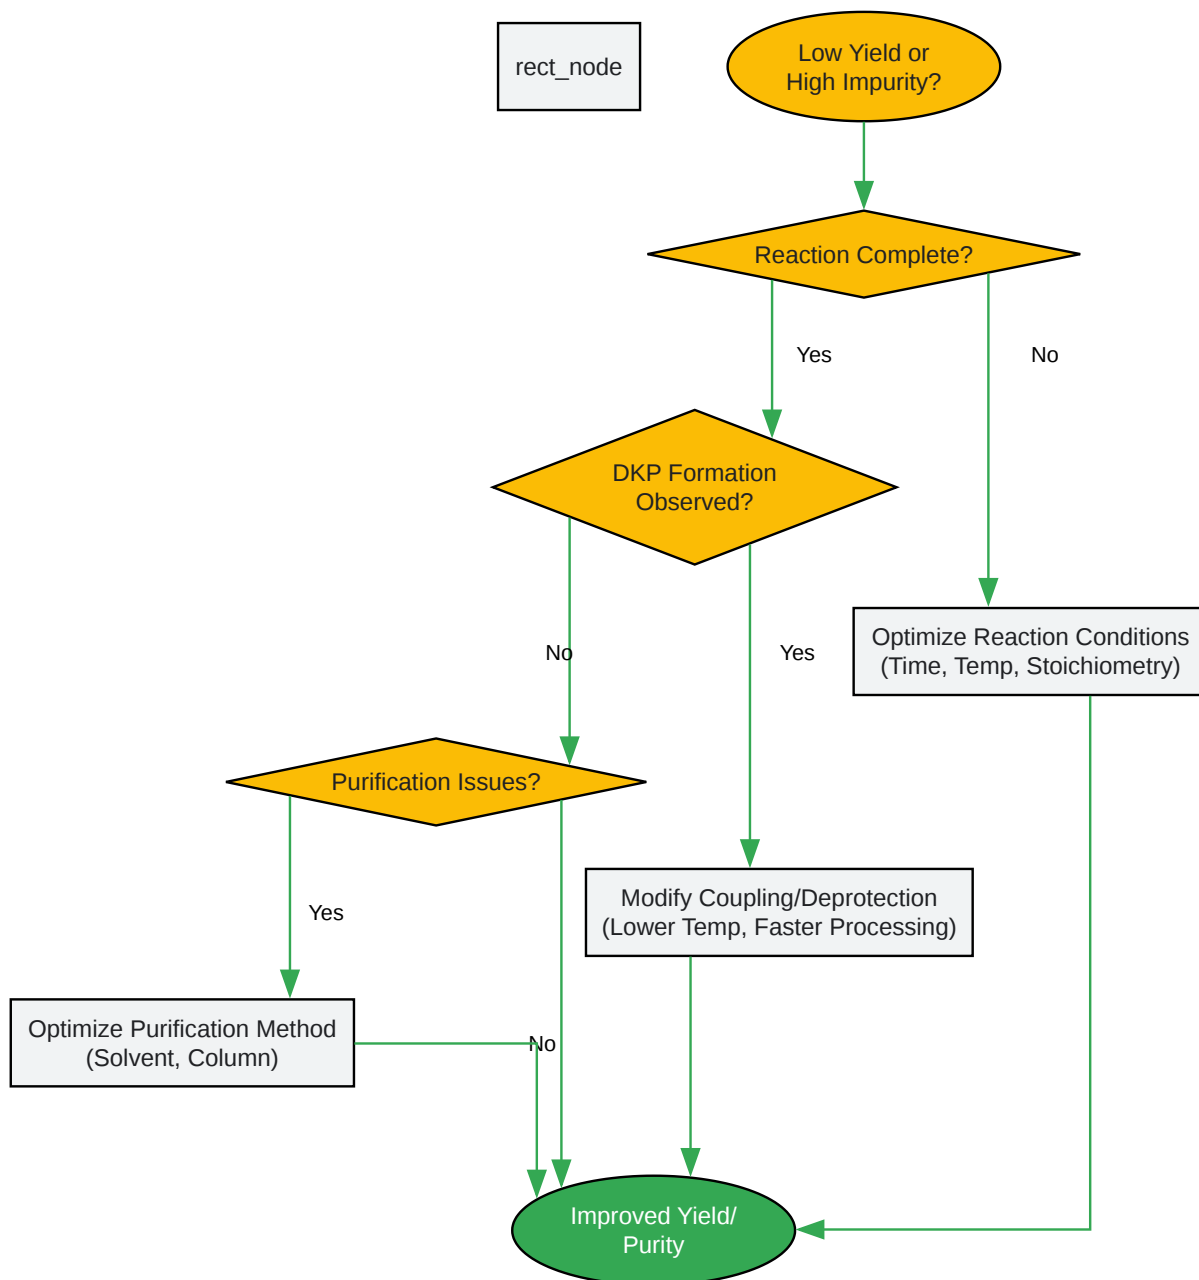 rect_node
Low Yield or
High Impurity?
Reaction Complete?
Yes
No
DKP Formation
Observed?
No
Yes
Optimize Reaction Conditions
(Time, Temp, Stoichiometry)
Purification Issues?
Yes
Modify Coupling/Deprotection
(Lower Temp, Faster Processing)
Optimize Purification Method
(Solvent, Column)
No
Improved Yield/
Purity